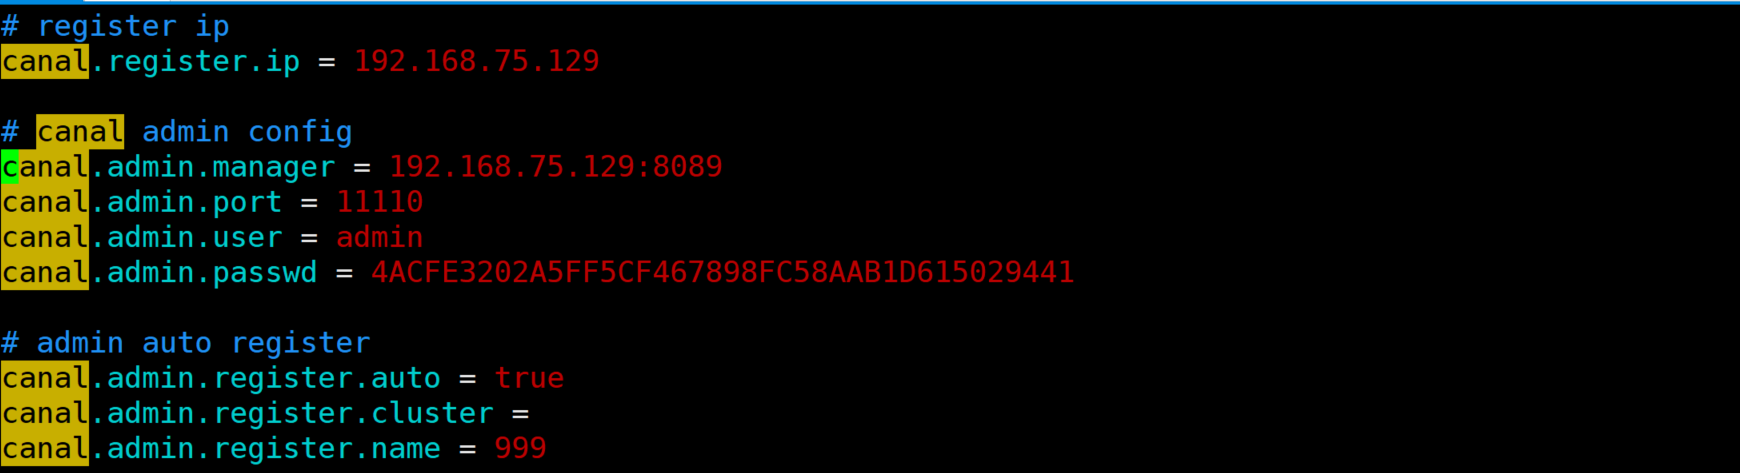 # register ip
canal.register.ip = 192.168.75.129
# canal admin config
canal.admin.manager = 192.168.75.129:8089
canal.admin.port = 11110
canal.admin.user = admin
canal.admin.passwd = 4ACFE3202A5FF5CF467898FC58AAB1D615029441
# admin auto register
canal.admin.register.auto = true
canal.admin.register.cluster =
canal.admin.register.name = 999